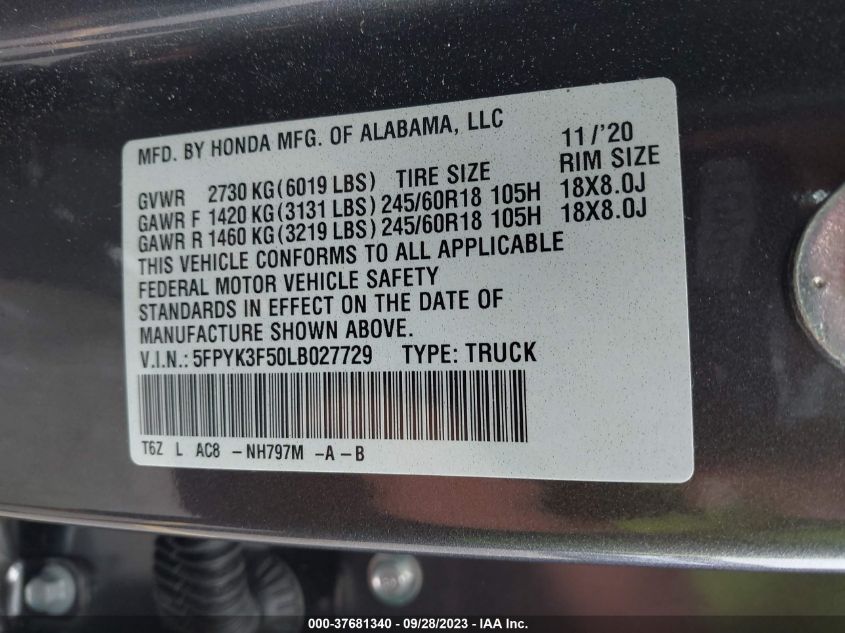 MFD. BY HONDA MFG. OF ALABAMA, LLC 11/'20
GVWR 2730 KG(6019 LBS) TIRE SIZE RIM SIZE
GAWR F 1420 KG(3131 LBS) 245/60R18 105H 18X8.0J
GAWR R 1460 KG(3219 LBS) 245/60R18 105H 18X8.0J
THIS VEHICLE CONFORMS TO ALL APPLICABLE
FEDERAL MOTOR VEHICLE SAFETY
STANDARDS IN EFFECT ON THE DATE OF
MANUFACTURE SHOWN ABOVE.
V.I.N.: 5FPYK3F50LB027729 TYPE: TRUCK
T6Z L AC8 -NH797M -A-B
000-37681340 - 09/28/2023 - IAA Inc.